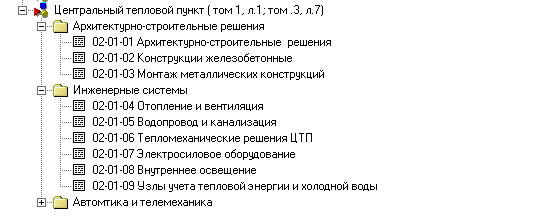 Центральный тепловой пункт ( том 1, л.1; том .3, л.7)
Архитектурно-строительные решения
02-01-01 Архитектурно-строительные решения
02-01-02 Конструкции железобетонные
02-01-03 Монтаж металлических конструкций
Инженерные системы
02-01-04 Отопление и вентиляция
02-01-05 Водопровод и канализация
02-01-06 Тепломеханические решения ЦТП
02-01-07 Электросиловое оборудование
02-01-08 Внутреннее освещение
02-01-09 Узлы учета тепловой энергии и холодной воды
Автомтика и телемеханика